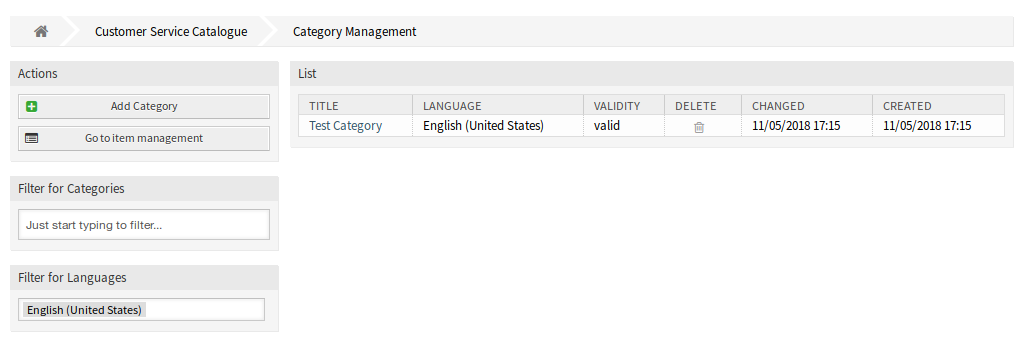 Customer Service Catalogue Category Management
Actions
Add Category
Go to item management
Filter for Categories
Just start typing to filter...
Filter for Languages
English (United States)
List
TITLE LANGUAGE VALIDITY DELETE CHANGED CREATED
Test Category English (United States) valid 11/05/2018 17:15 11/05/2018 17:15